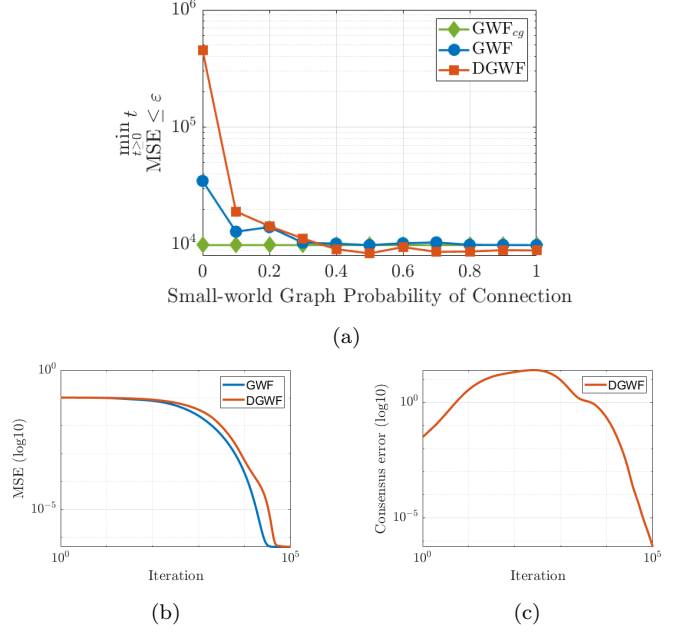 10^6
10^5
10^4
min t
t≥0
MSE ≤ ε
GWF_cg
GWF
DGWF
0 0.2 0.4 0.6 0.8 1
Small-world Graph Probability of Connection
(a)
10^0
10^-5
MSE (log10)
GWF
DGWF
10^0 10^5
Iteration
(b)
10^0
10^-5
Consensus error (log10)
DGWF
10^0 10^5
Iteration
(c)